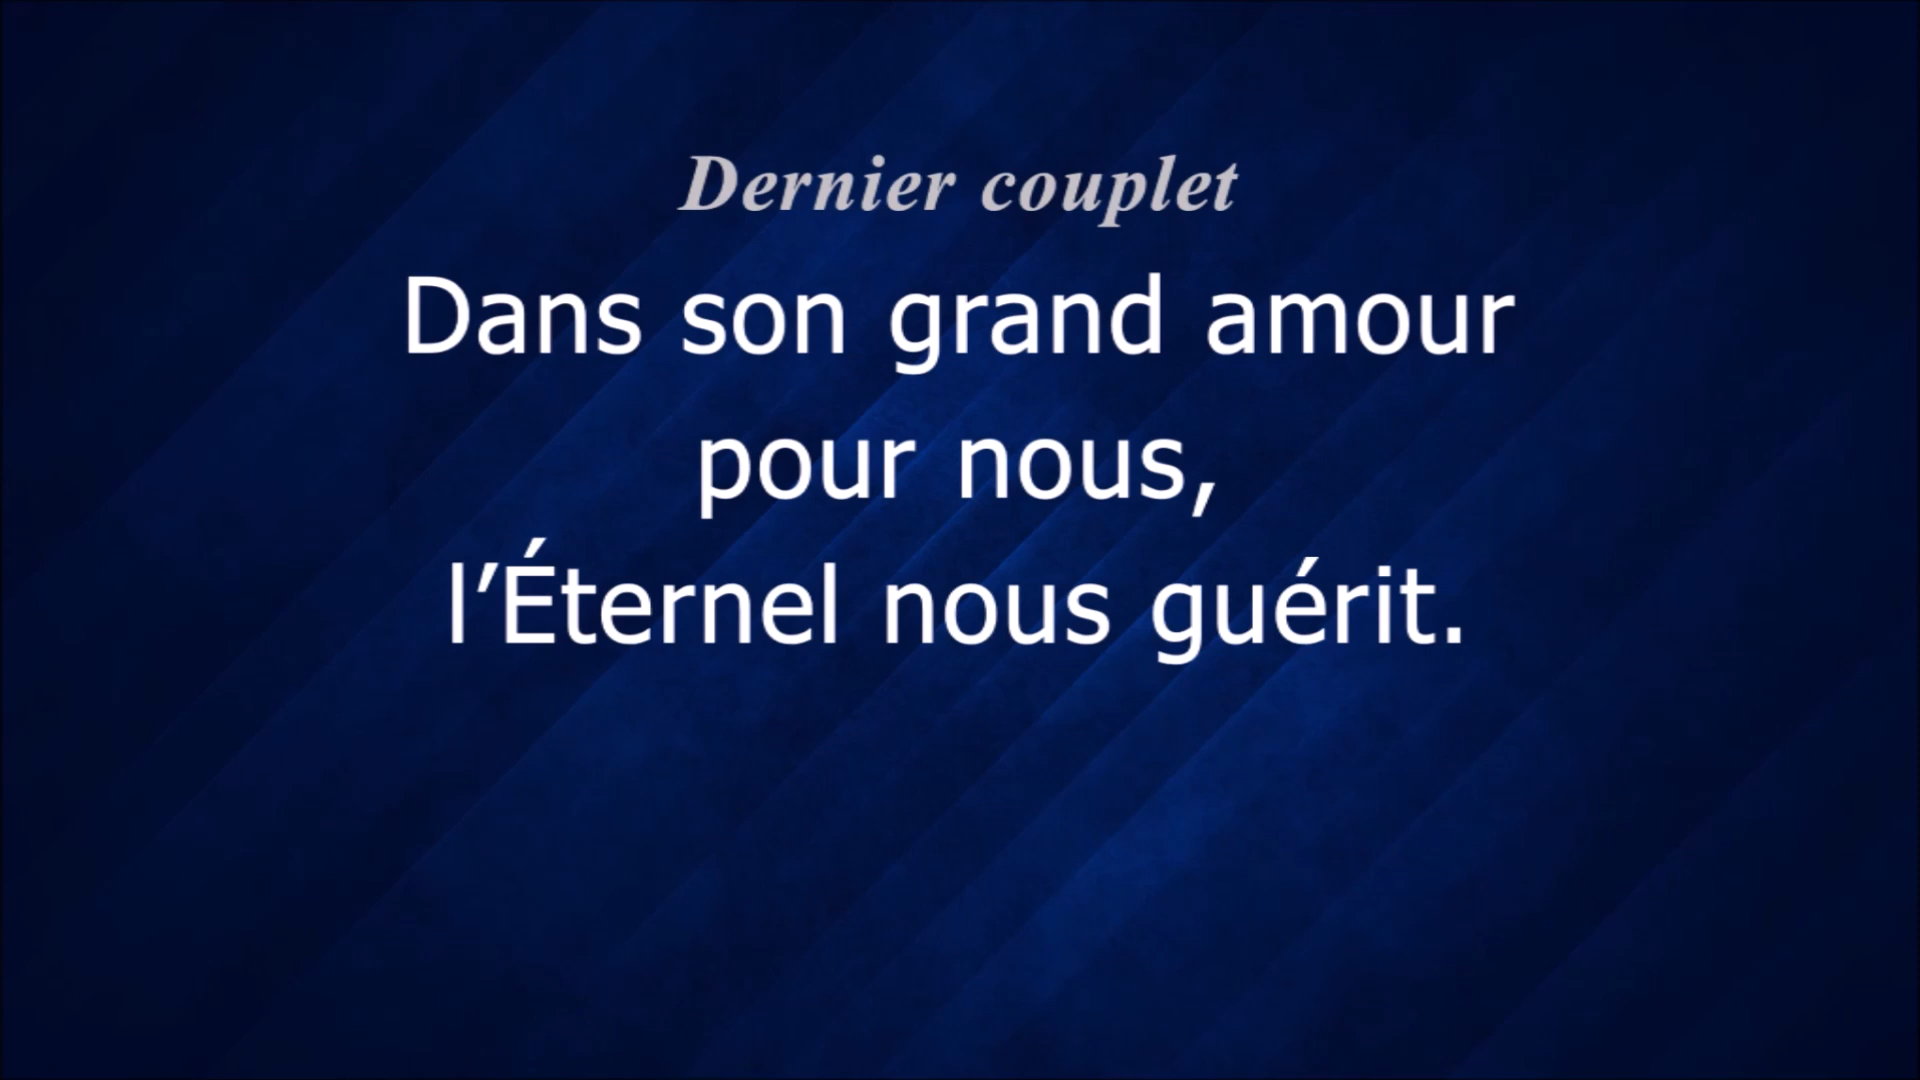 Dernier couplet
Dans son grand amour
pour nous,
l’Éternel nous guérit.